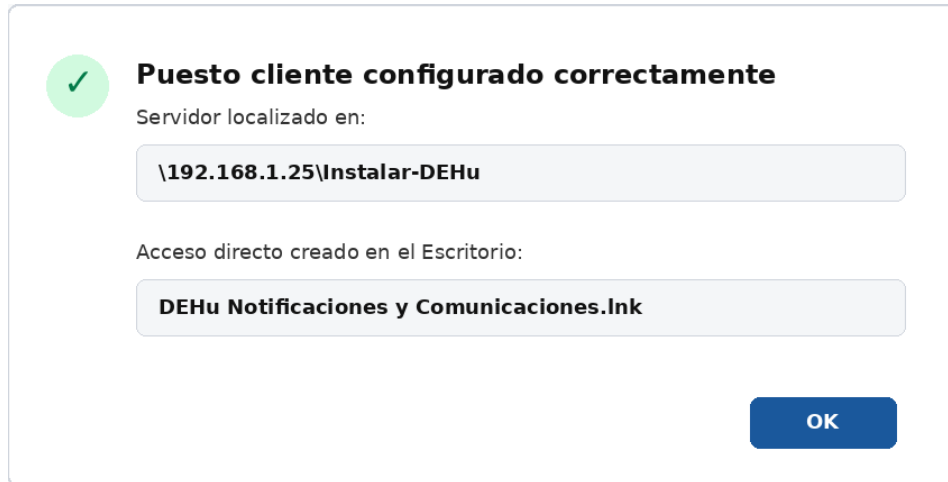 ✓
Puesto cliente configurado correctamente
Servidor localizado en:
\192.168.1.25\Instalar-DEHu
Acceso directo creado en el Escritorio:
DEHu Notificaciones y Comunicaciones.lnk
OK